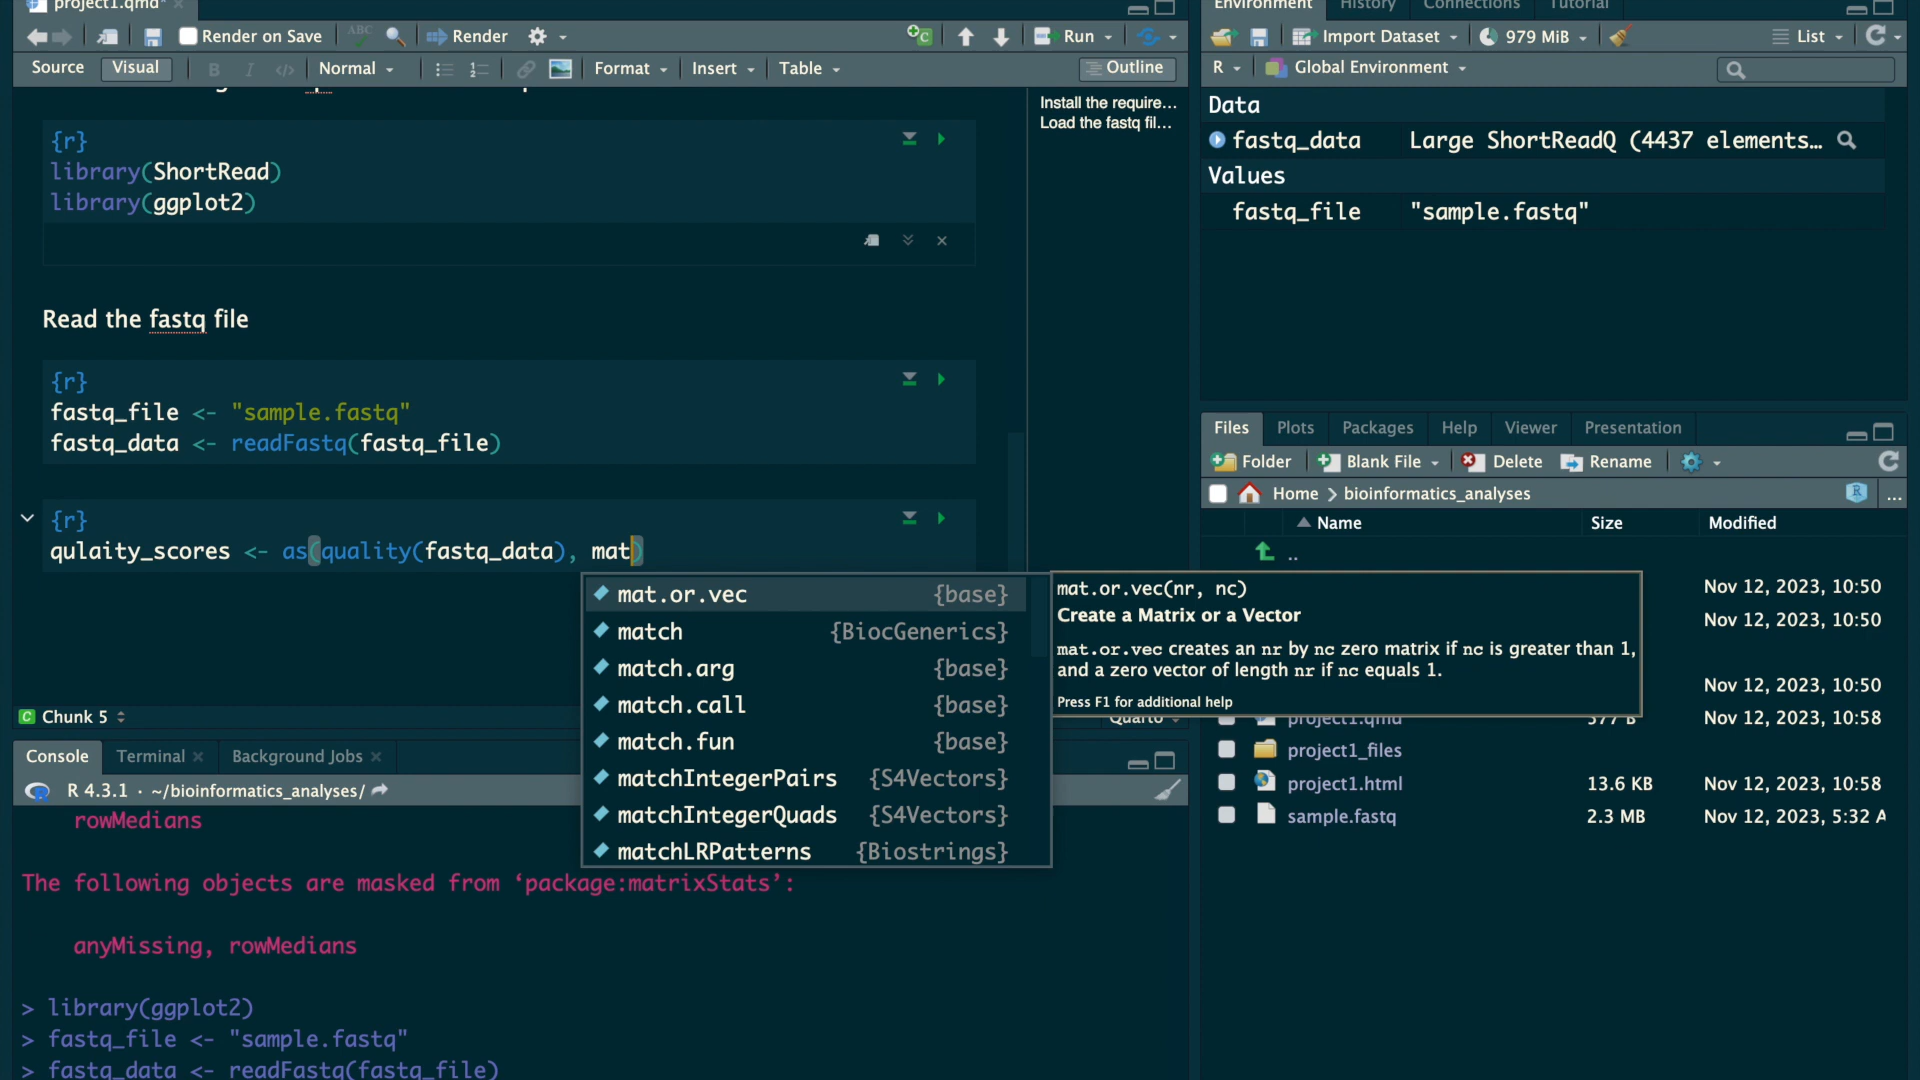 project1.qmd*
Render on Save
ABC
Render
Run
Source
Visual
B I </>
Normal
Format
Insert
Table
Outline
Install the require...
Load the fastq fil...
{r}
library(ShortRead)
library(ggplot2)
Read the fastq file
{r}
fastq_file <- "sample.fastq"
fastq_data <- readFastq(fastq_file)
{r}
qulaity_scores <- as(quality(fastq_data), mat)
mat.or.vec {base}
match {BiocGenerics}
match.arg {base}
match.call {base}
match.fun {base}
matchIntegerPairs {S4Vectors}
matchIntegerQuads {S4Vectors}
matchLRPatterns {Biostrings}
mat.or.vec(nr, nc)
Create a Matrix or a Vector
mat.or.vec creates an nr by nc zero matrix if nc is greater than 1,
and a zero vector of length nr if nc equals 1.
Press F1 for additional help
C Chunk 5
Quarto
Console
Terminal
Background Jobs
R 4.3.1 · ~/bioinformatics_analyses/
rowMedians
The following objects are masked from ‘package:matrixStats’:
anyMissing, rowMedians
> library(ggplot2)
> fastq_file <- "sample.fastq"
> fastq_data <- readFastq(fastq_file)
Environment
History
Connections
Tutorial
Import Dataset
979 MiB
List
R
Global Environment
Data
fastq_data Large ShortReadQ (4437 elements...
Values
fastq_file "sample.fastq"
Files
Plots
Packages
Help
Viewer
Presentation
Folder
Blank File
Delete
Rename
Home
bioinformatics_analyses
R
...
Name
Size
Modified
..
Nov 12, 2023, 10:50
Nov 12, 2023, 10:50
Nov 12, 2023, 10:50
project1.qmd 577 B Nov 12, 2023, 10:58
project1_files
project1.html 13.6 KB Nov 12, 2023, 10:58
sample.fastq 2.3 MB Nov 12, 2023, 5:32 A